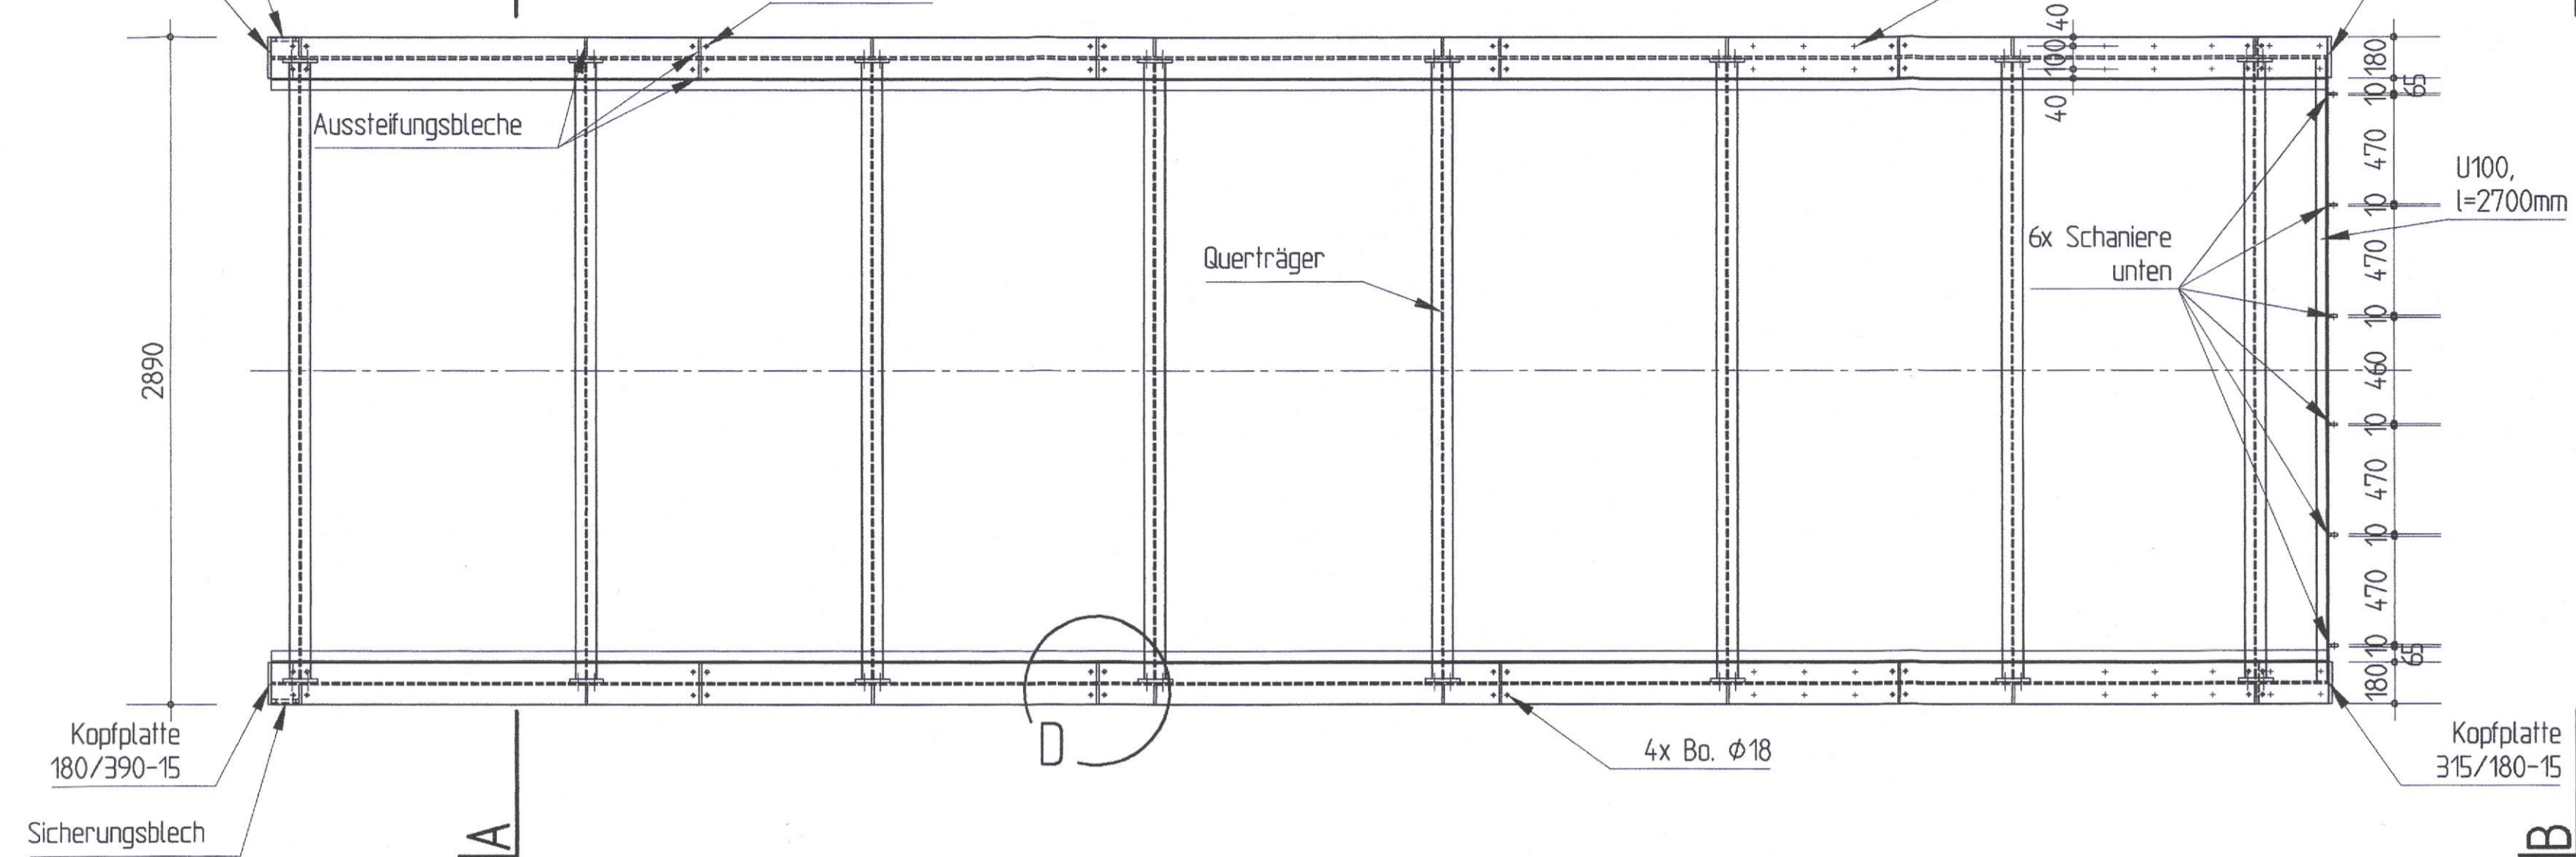 40
100
40
180
65
10
470
10
470
10
460
10
470
10
470
10
65
180
Aussteifungsbleche
U100,
l=2700mm
6x Schaniere
unten
Querträger
2890
Kopfplatte
180/390-15
Sicherungsblech
A
D
4x Bo. Φ18
Kopfplatte
315/180-15
B